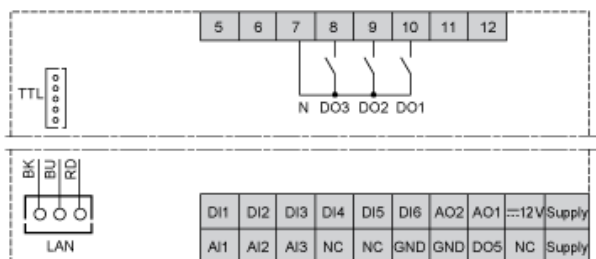 5 6 7 8 9 10 11 12
TTL
N DO3 DO2 DO1
BK BU RD
LAN
DI1 DI2 DI3 DI4 DI5 DI6 AO2 AO1 ⎓12V Supply
AI1 AI2 AI3 NC NC GND GND DO5 NC Supply